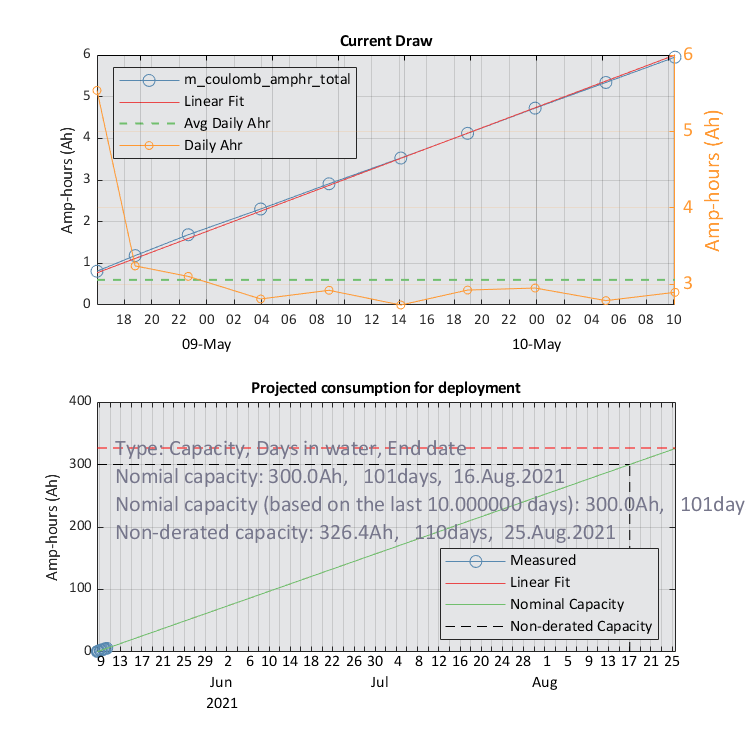 Current Draw
6
5
4
3
2
1
0
Amp-hours (Ah)
m_coulomb_amphr_total
Linear Fit
Avg Daily Ahr
Daily Ahr
6
5
4
3
Amp-hours (Ah)
18 20 22 00 02 04 06 08 10 12 14 16 18 20 22 00 02 04 06 08 10
09-May 10-May
Projected consumption for deployment
400
300
200
100
0
Amp-hours (Ah)
Type: Capacity, Days in water, End date
Nomial capacity: 300.0Ah, 101days, 16.Aug.2021
Nomial capacity (based on the last 10.000000 days): 300.0Ah, 101day
Non-derated capacity: 326.4Ah, 110days, 25.Aug.2021
Measured
Linear Fit
Nominal Capacity
Non-derated Capacity
9 13 17 21 25 29 2 6 10 14 18 22 26 30 4 8 12 16 20 24 28 1 5 9 13 17 21 25
Jun Jul Aug
2021